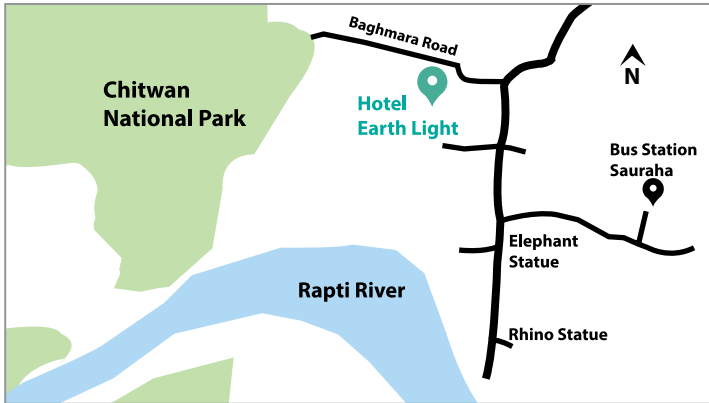 Baghmara Road
Chitwan
National Park
Hotel
Earth Light
N
Bus Station
Sauraha
Elephant
Statue
Rapti River
Rhino Statue